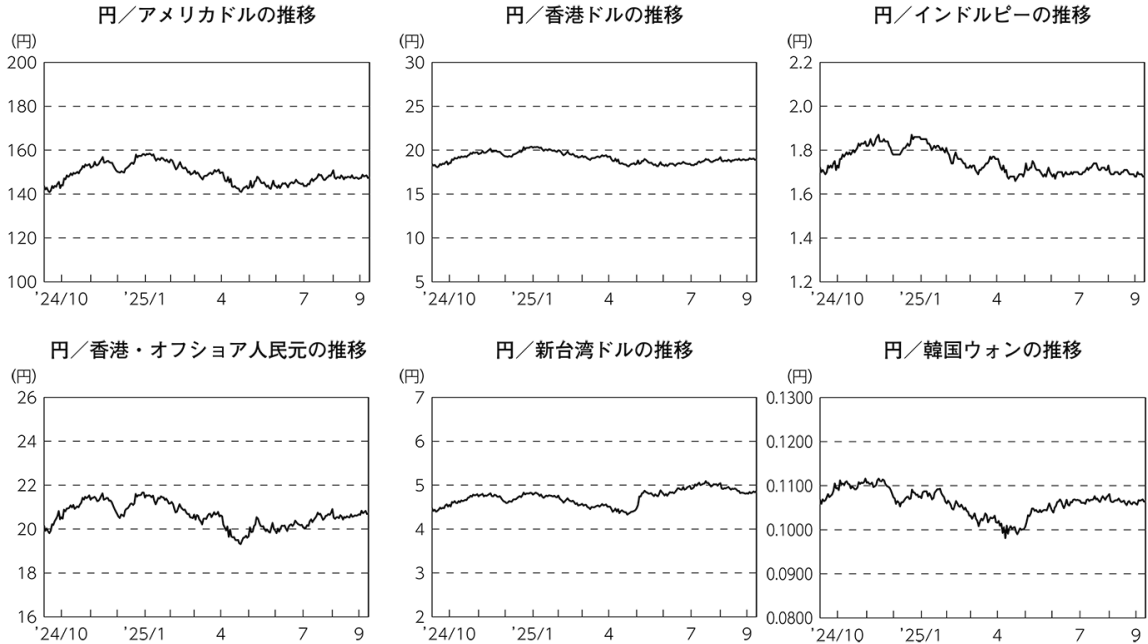 円／アメリカドルの推移
(円)
200
180
160
140
120
100
'24/10 '25/1 4 7 9
円／香港ドルの推移
(円)
30
25
20
15
10
5
'24/10 '25/1 4 7 9
円／インドルピーの推移
(円)
2.2
2.0
1.8
1.6
1.4
1.2
'24/10 '25/1 4 7 9
円／香港・オフショア人民元の推移
(円)
26
24
22
20
18
16
'24/10 '25/1 4 7 9
円／新台湾ドルの推移
(円)
7
6
5
4
3
2
'24/10 '25/1 4 7 9
円／韓国ウォンの推移
(円)
0.1300
0.1200
0.1100
0.1000
0.0900
0.0800
'24/10 '25/1 4 7 9